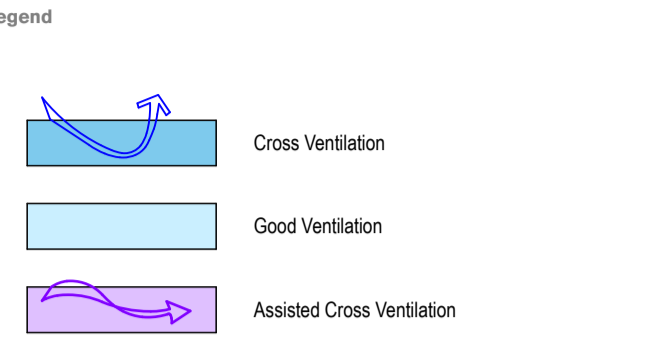 egend
Cross Ventilation
Good Ventilation
Assisted Cross Ventilation